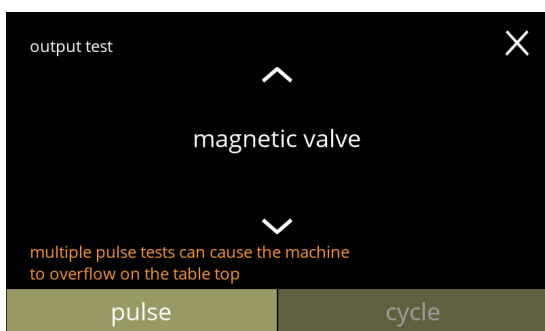 output test
magnetic valve
multiple pulse tests can cause the machine
to overflow on the table top
pulse
cycle